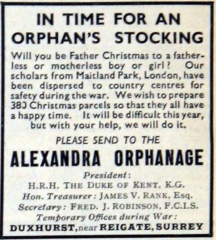 IN TIME FOR AN
ORPHAN'S STOCKING
Will you be Father Christmas to a father-
less or motherless boy or girl? Our
scholars from Maitland Park, London, have
been dispersed to country centres for
safety during the war. We wish to prepare
380 Christmas parcels so that they all have
a happy time. It will be difficult this year,
but with your help, we will do it.
PLEASE SEND TO THE
ALEXANDRA ORPHANAGE
President:
H.R.H. THE DUKE OF KENT, K.G.
Hon. Treasurer: JAMES V. RANK, Esq.
Secretary: FRED. J. ROBINSON, F.C.I.S.
Temporary Offices during War:
DUXHURST, near REIGATE, SURREY